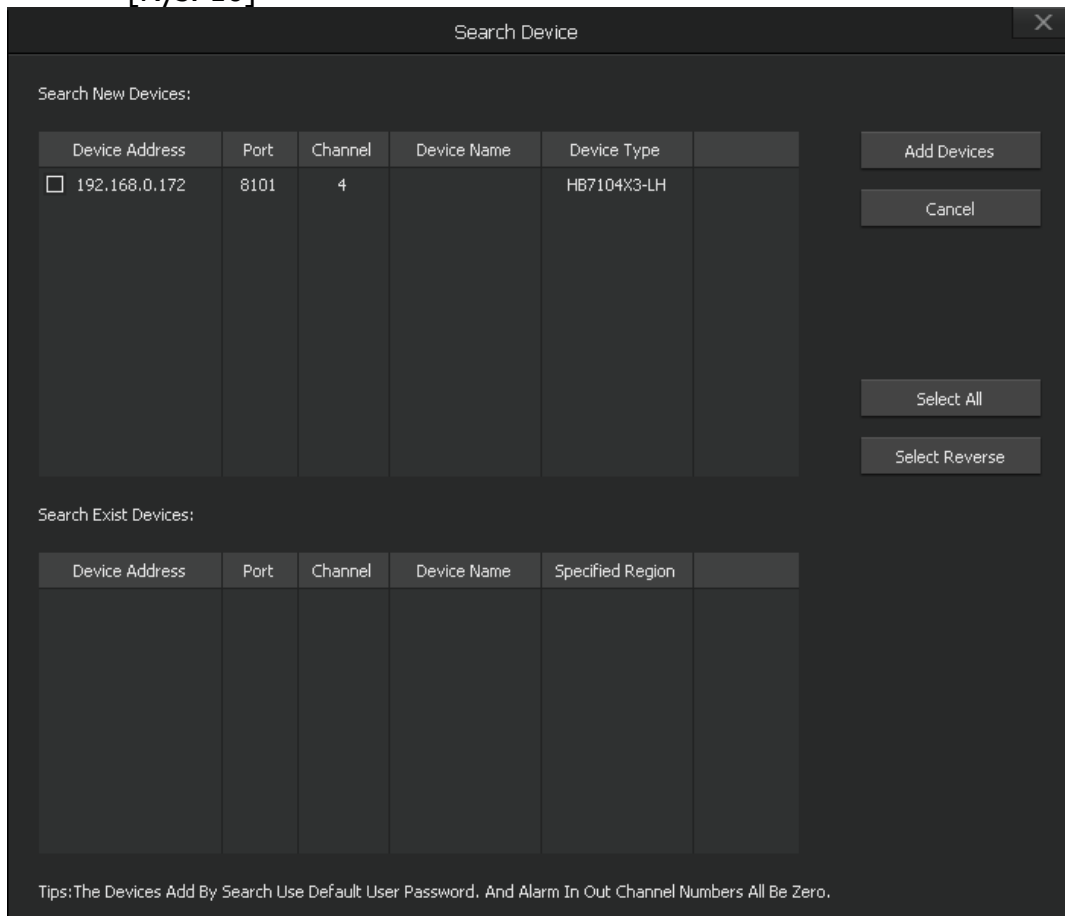 Search Device
Search New Devices:
Device Address Port Channel Device Name Device Type
192.168.0.172 8101 4 HB7104X3-LH
Add Devices
Cancel
Select All
Select Reverse
Search Exist Devices:
Device Address Port Channel Device Name Specified Region
Tips:The Devices Add By Search Use Default User Password. And Alarm In Out Channel Numbers All Be Zero.